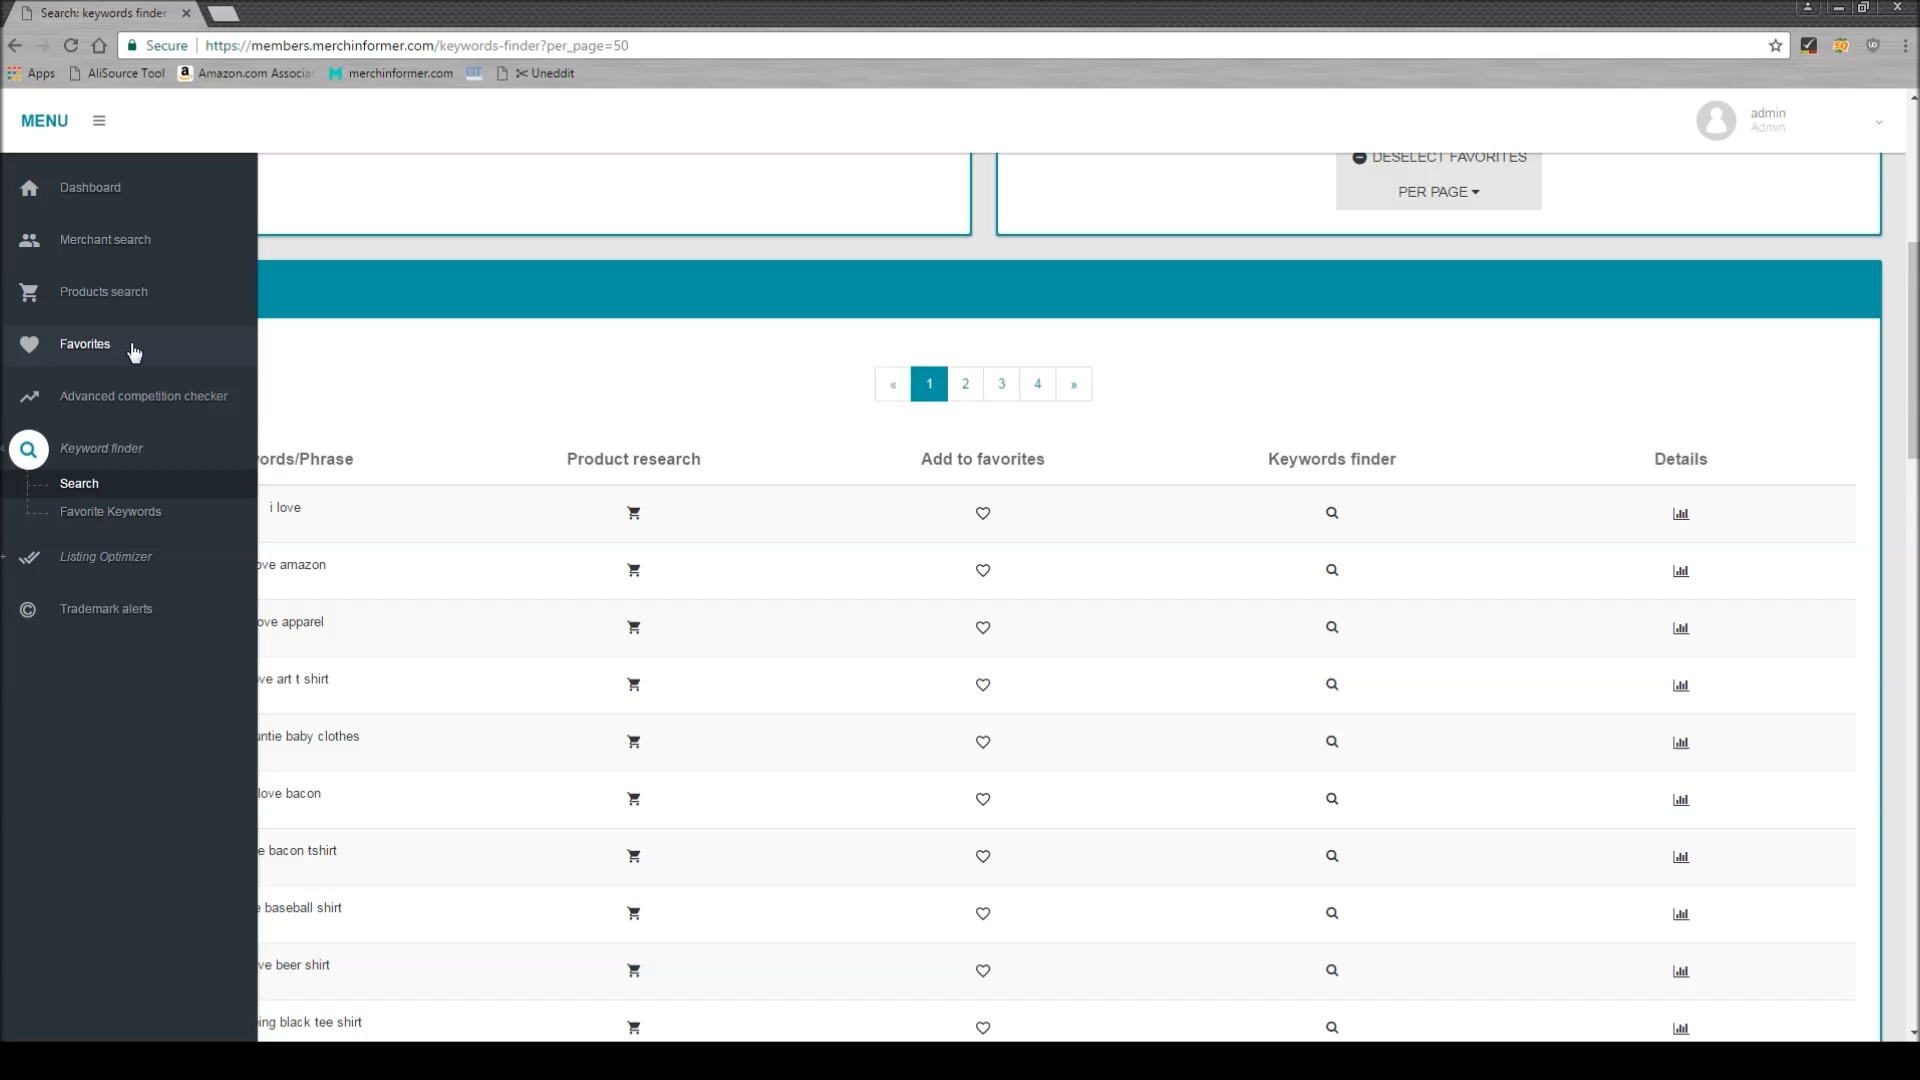 Search: keywords finder
Secure https://members.merchinformer.com/keywords-finder?per_page=50
Apps AliSource Tool Amazon.com Associa merchinformer.com GT Uneddit
MENU
admin
Admin
DESELECT FAVORITES
PER PAGE
Dashboard
Merchant search
Products search
Favorites
Advanced competition checker
Keyword finder
Search
Favorite Keywords
Listing Optimizer
Trademark alerts
« 1 2 3 4 »
ords/Phrase Product research Add to favorites Keywords finder Details
i love
ove amazon
ove apparel
ve art t shirt
untie baby clothes
love bacon
e bacon tshirt
e baseball shirt
ve beer shirt
ing black tee shirt